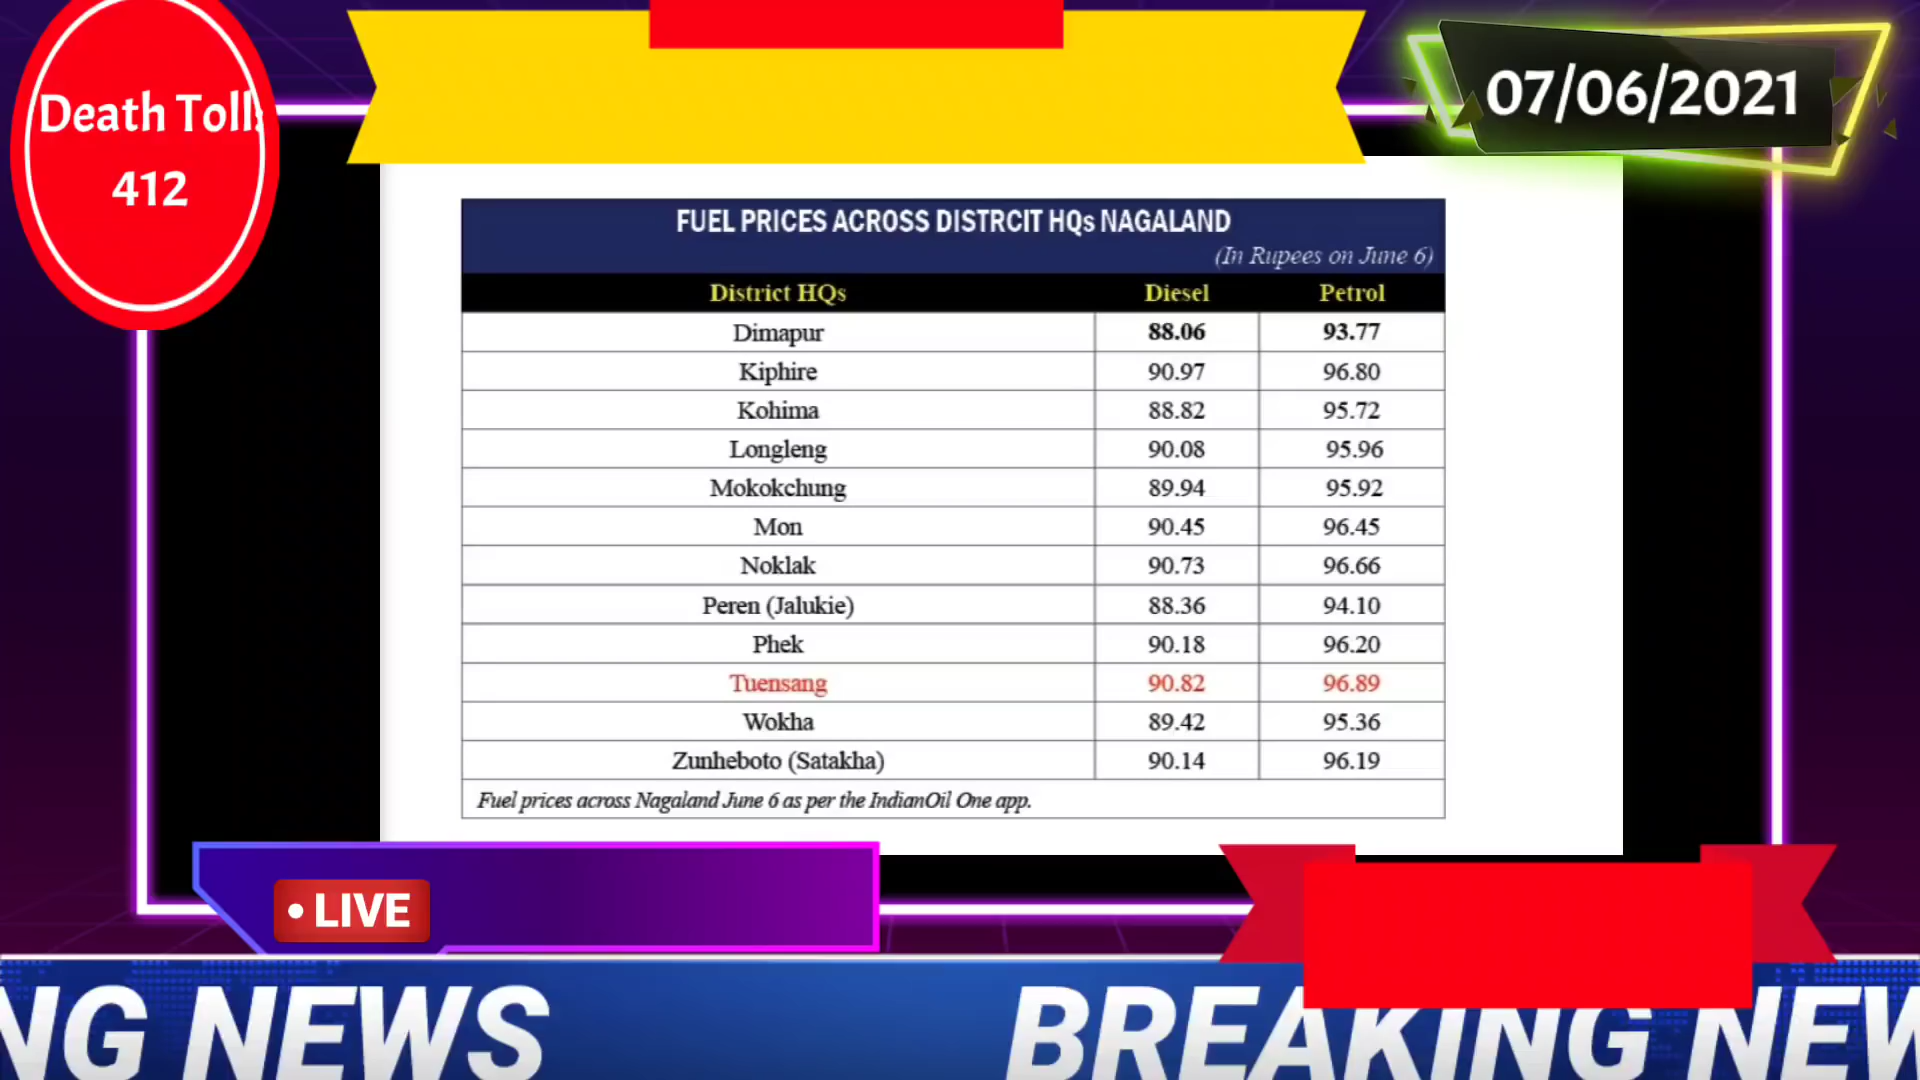 Death Toll:
412
07/06/2021
FUEL PRICES ACROSS DISTRCIT HQs NAGALAND
(In Rupees on June 6)
District HQs Diesel Petrol
Dimapur 88.06 93.77
Kiphire 90.97 96.80
Kohima 88.82 95.72
Longleng 90.08 95.96
Mokokchung 89.94 95.92
Mon 90.45 96.45
Noklak 90.73 96.66
Peren (Jalukie) 88.36 94.10
Phek 90.18 96.20
Tuensang 90.82 96.89
Wokha 89.42 95.36
Zunheboto (Satakha) 90.14 96.19
Fuel prices across Nagaland June 6 as per the IndianOil One app.
• LIVE
NG NEWS BREAKING NEW